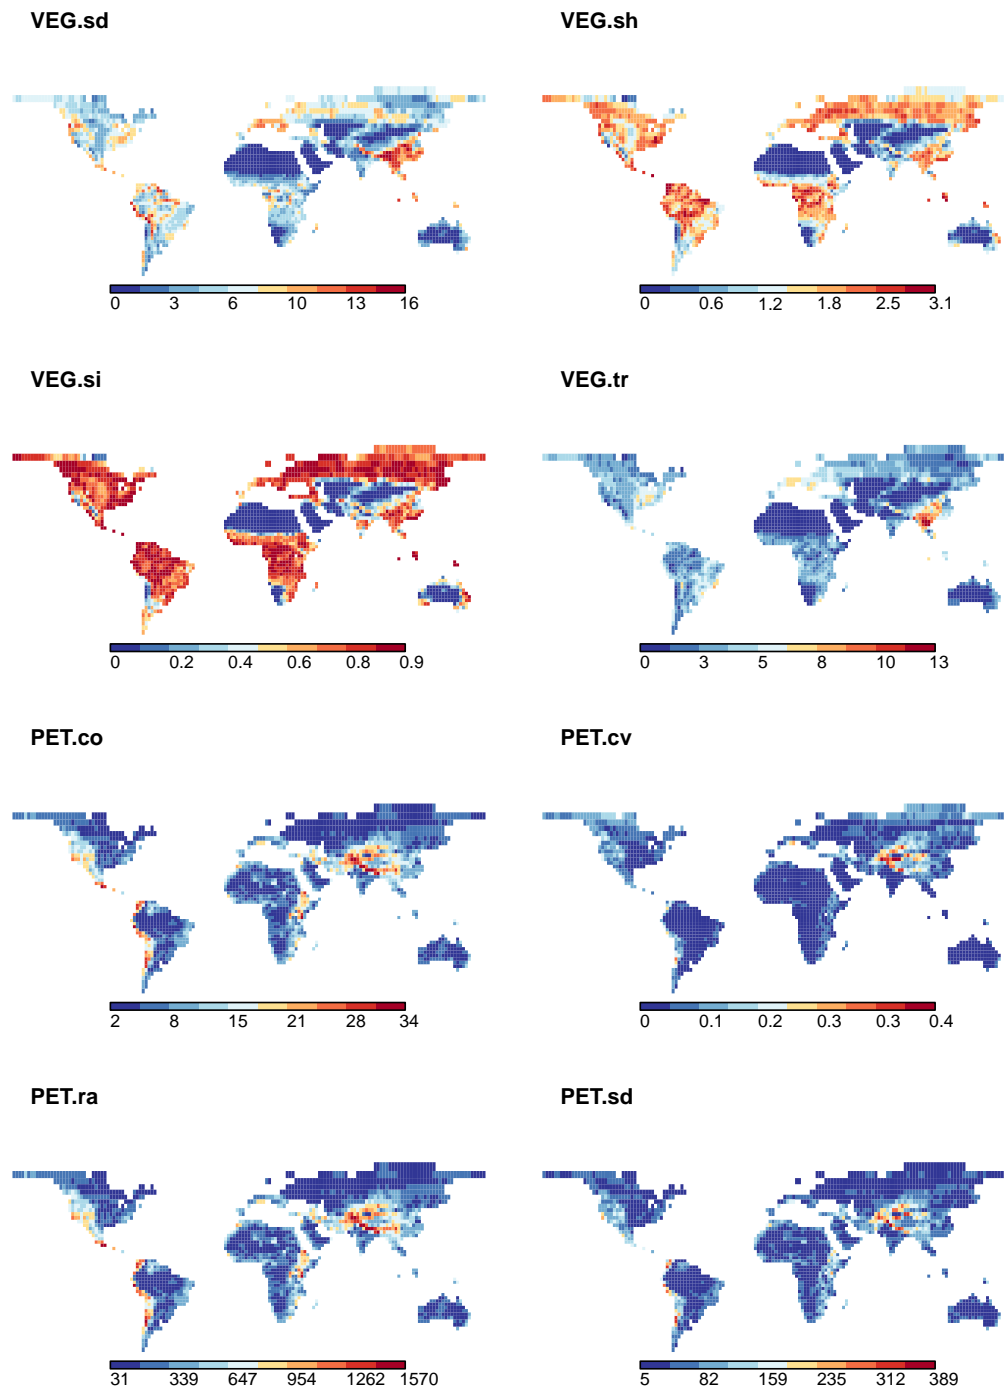 VEG.sd
VEG.sh
0 3 6 10 13 16
0 0.6 1.2 1.8 2.5 3.1
VEG.si
VEG.tr
0 0.2 0.4 0.6 0.8 0.9
0 3 5 8 10 13
PET.co
PET.cv
2 8 15 21 28 34
0 0.1 0.2 0.3 0.3 0.4
PET.ra
PET.sd
31 339 647 954 1262 1570
5 82 159 235 312 389